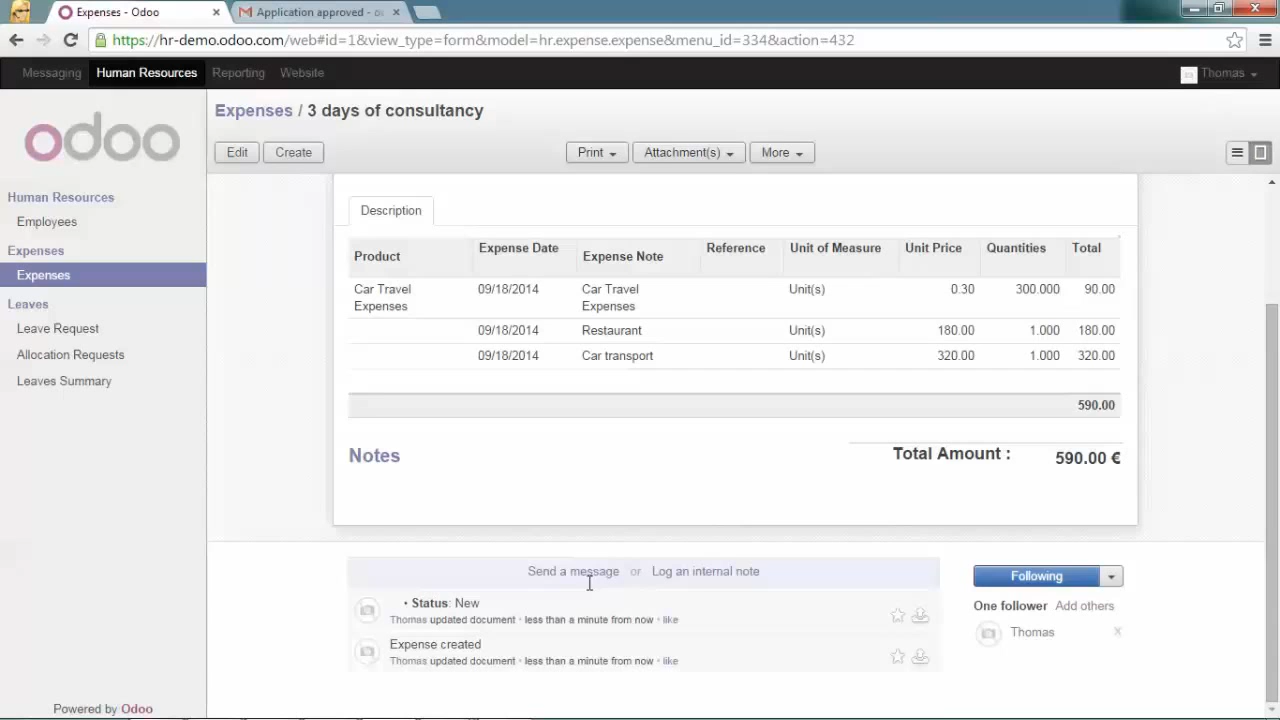 Expenses - Odoo
Application approved - o
https://hr-demo.odoo.com/web#id=1&view_type=form&model=hr.expense.expense&menu_id=334&action=432
Messaging Human Resources Reporting Website Thomas
odoo
Expenses / 3 days of consultancy
Edit Create Print Attachment(s) More
Human Resources
Employees
Expenses
Expenses
Leaves
Leave Request
Allocation Requests
Leaves Summary
Description
Product Expense Date Expense Note Reference Unit of Measure Unit Price Quantities Total
Car Travel Expenses 09/18/2014 Car Travel Expenses Unit(s) 0.30 300.000 90.00
09/18/2014 Restaurant Unit(s) 180.00 1.000 180.00
09/18/2014 Car transport Unit(s) 320.00 1.000 320.00
590.00
Notes
Total Amount : 590.00 €
Send a message or Log an internal note
• Status: New
Thomas updated document • less than a minute from now • like
Expense created
Thomas updated document • less than a minute from now • like
Following
One follower Add others
Thomas X
Powered by Odoo